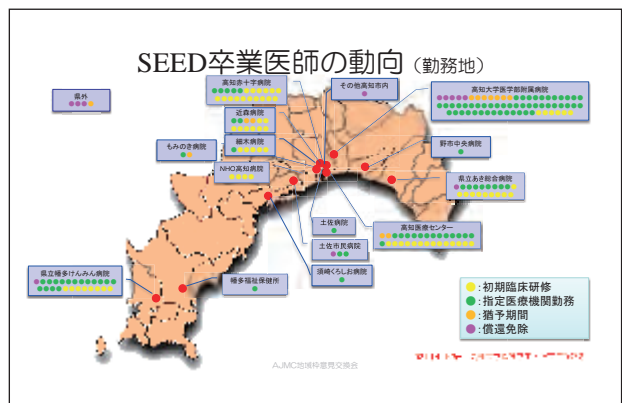 SEED卒業医師の動向（勤務地）
県外
高知赤十字病院
その他高知市内
高知大学医学部附属病院
近森病院
もみのき病院
細木病院
野市中央病院
NHO高知病院
県立あき総合病院
土佐病院
高知医療センター
土佐市民病院
県立幡多けんみん病院
幡多福祉保健所
須崎くろしお病院
：初期臨床研修
：指定医療機関勤務
：猶予期間
：償還免除
AJMC地域枠意見交換会